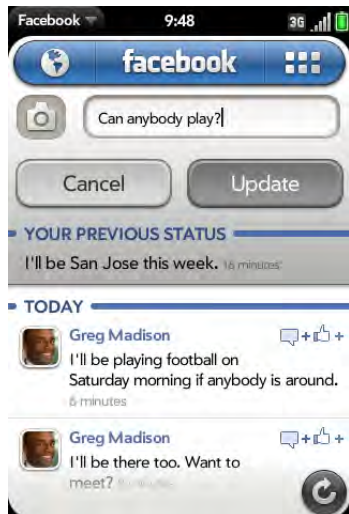 Facebook 9:48 3G
facebook
Can anybody play?
Cancel Update
YOUR PREVIOUS STATUS
I'll be San Jose this week. 16 minutes
TODAY
Greg Madison
I'll be playing football on
Saturday morning if anybody is around.
6 minutes
Greg Madison
I'll be there too. Want to
meet?